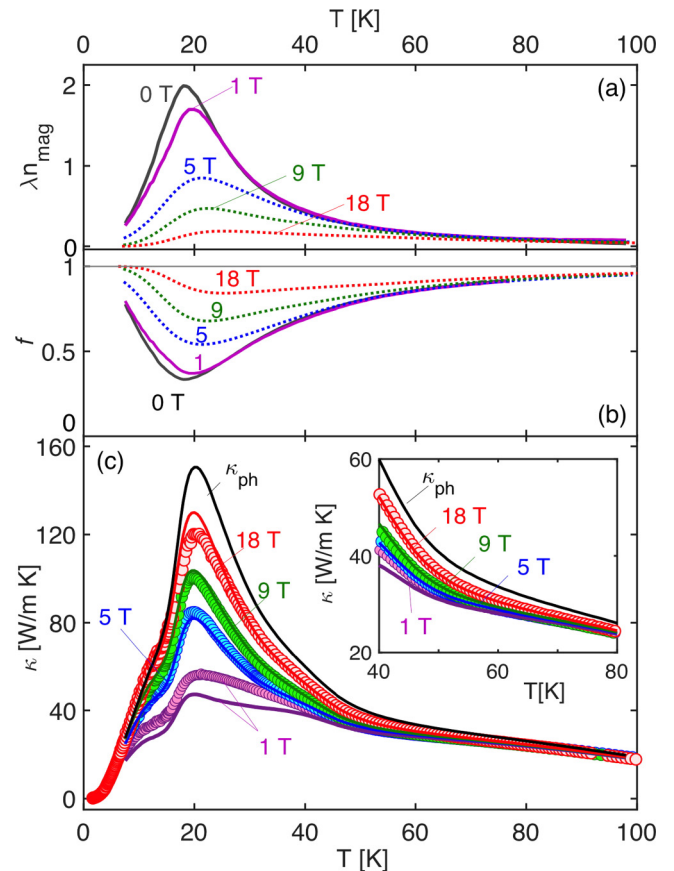 T [K]
0 20 40 60 80 100
2
1
0
λn_mag
0 T
1 T
5 T
9 T
18 T
(a)
1
0.5
0
f
18 T
9
5
1
0 T
(b)
160
120
80
40
0
κ [W/m K]
(c)
κ_ph
18 T
9 T
5 T
1 T
60
40
20
κ [W/m K]
κ_ph
18 T
9 T
5 T
1 T
40 60 80
T[K]
0 20 40 60 80 100
T [K]